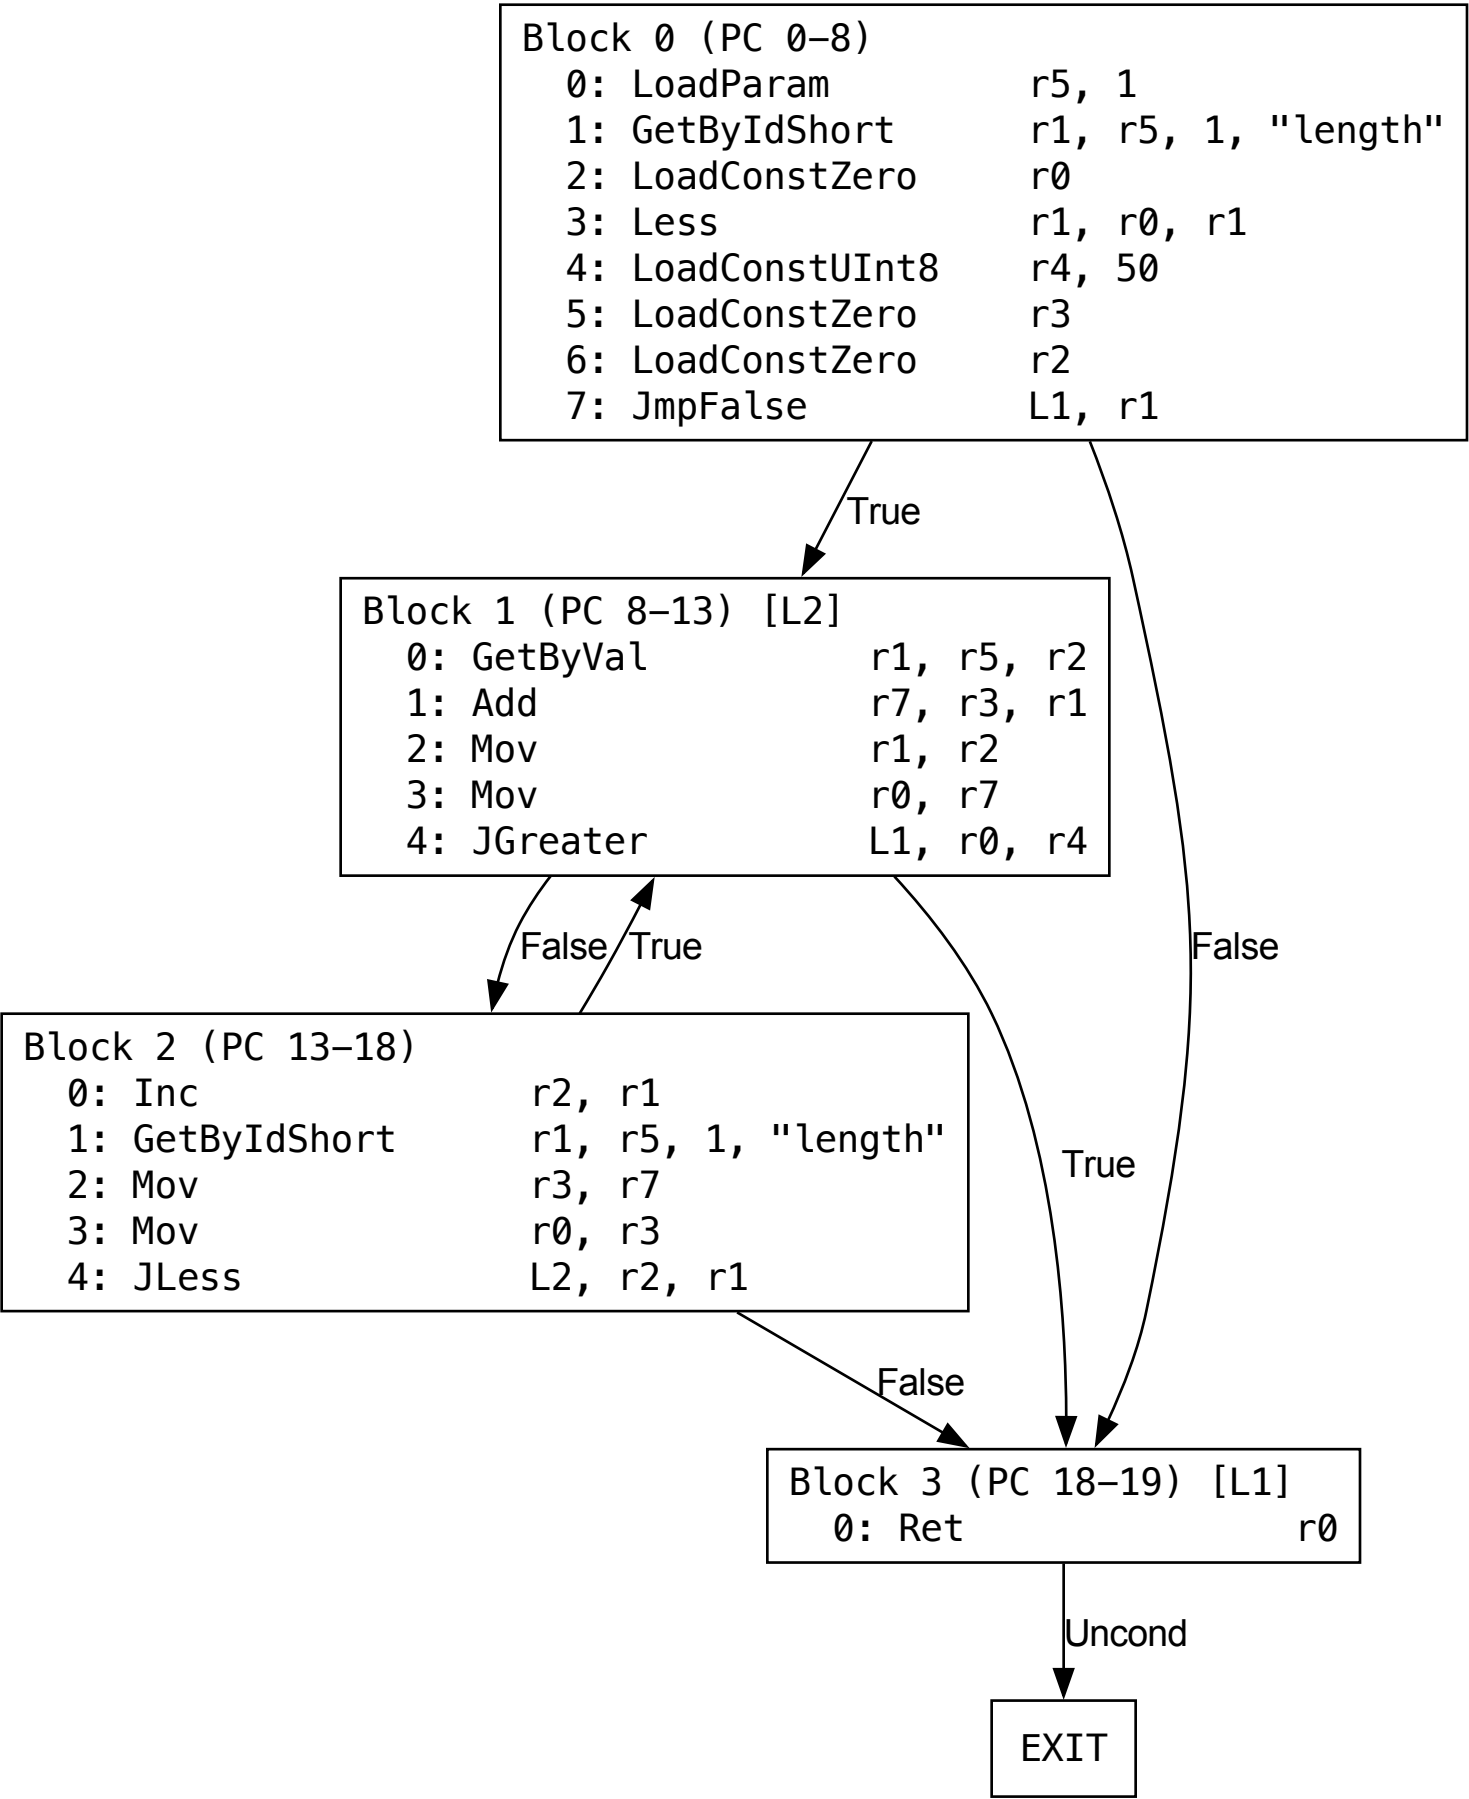 Block 0 (PC 0–8)
0: LoadParam r5, 1
1: GetByIdShort r1, r5, 1, "length"
2: LoadConstZero r0
3: Less r1, r0, r1
4: LoadConstUInt8 r4, 50
5: LoadConstZero r3
6: LoadConstZero r2
7: JmpFalse L1, r1
True
Block 1 (PC 8–13) [L2]
0: GetByVal r1, r5, r2
1: Add r7, r3, r1
2: Mov r1, r2
3: Mov r0, r7
4: JGreater L1, r0, r4
False True False
Block 2 (PC 13–18)
0: Inc r2, r1
1: GetByIdShort r1, r5, 1, "length"
2: Mov r3, r7
3: Mov r0, r3
4: JLess L2, r2, r1
True
False
Block 3 (PC 18–19) [L1]
0: Ret r0
Uncond
EXIT